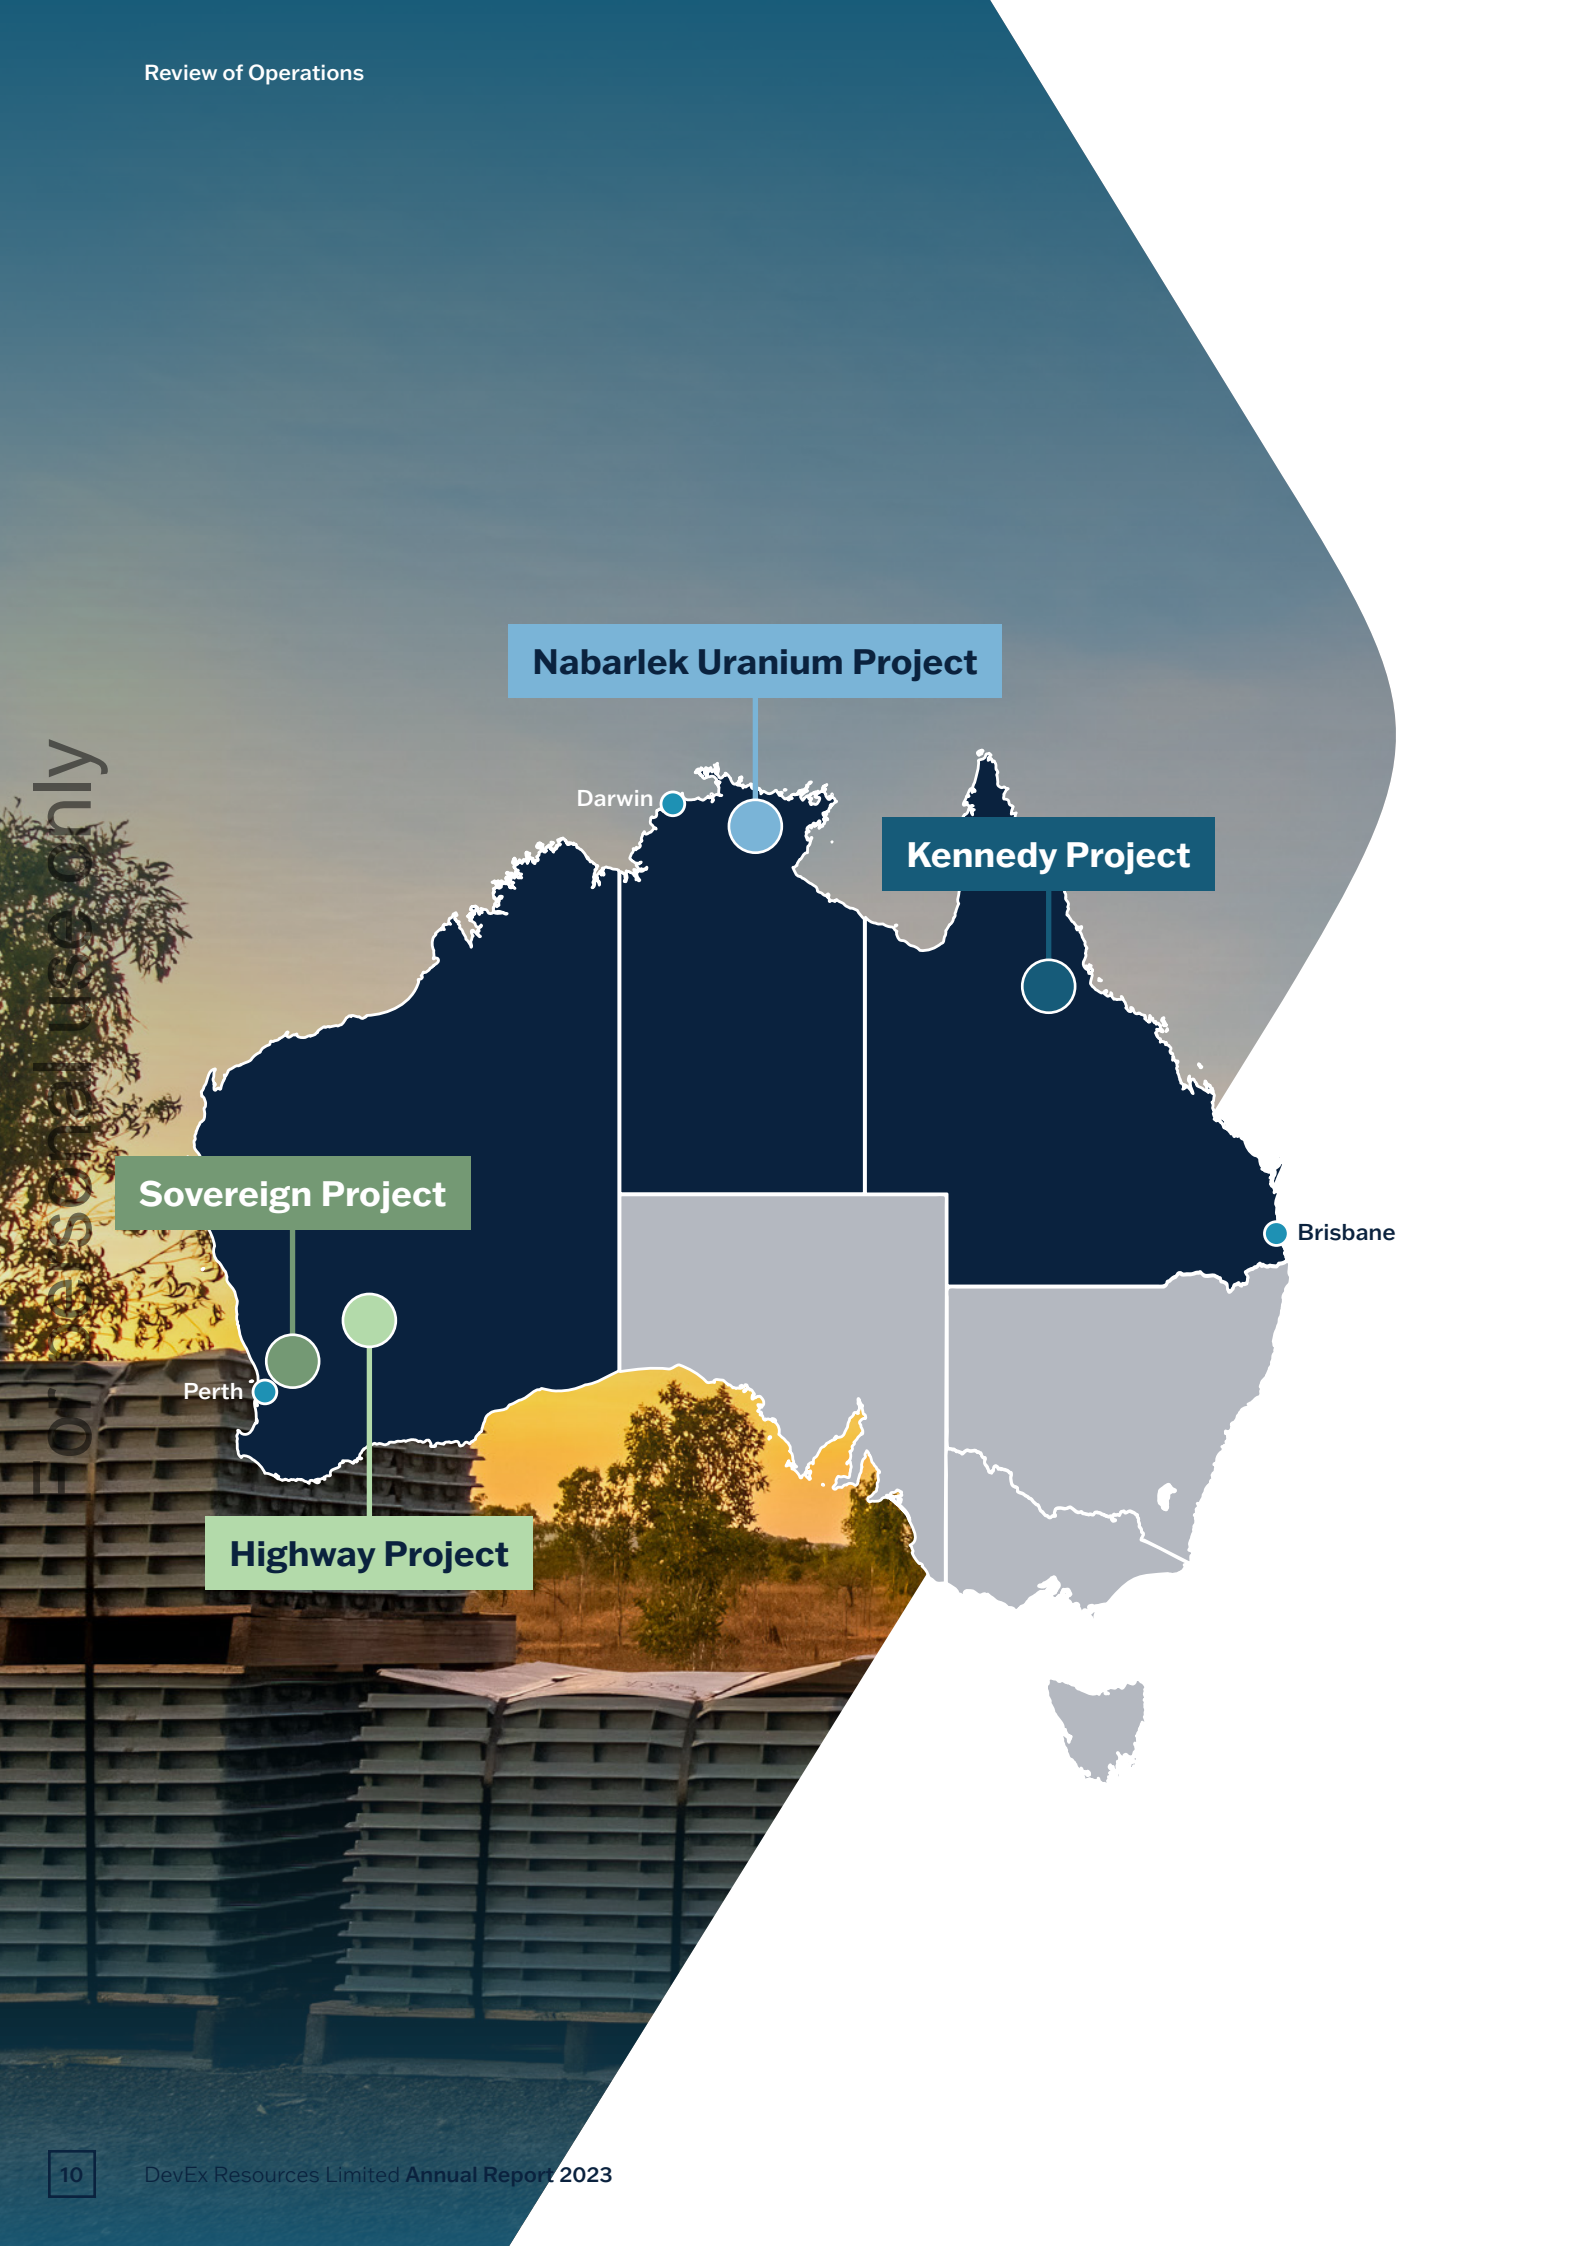 Review of Operations
Nabarlek Uranium Project
Darwin
Kennedy Project
Sovereign Project
Brisbane
Perth
Highway Project
For personal use only
10
DevEx Resources Limited Annual Report 2023